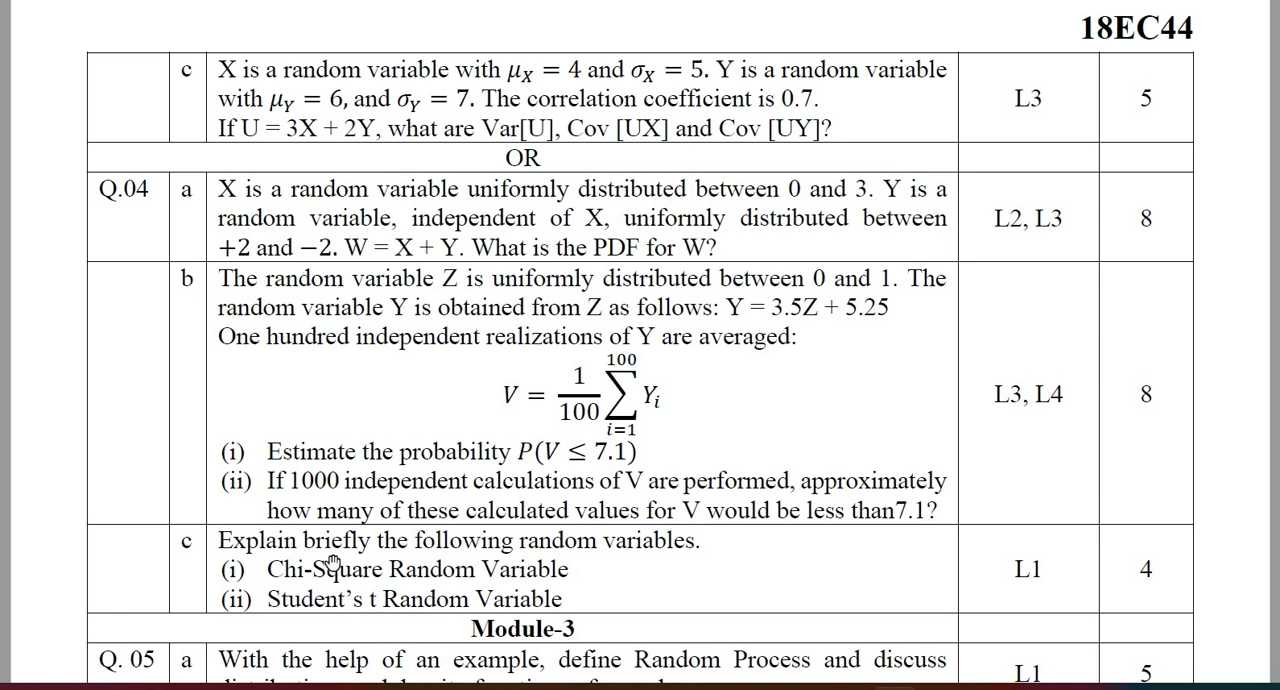 18EC44
c X is a random variable with μX = 4 and σX = 5. Y is a random variable
with μY = 6, and σY = 7. The correlation coefficient is 0.7.
If U = 3X + 2Y, what are Var[U], Cov [UX] and Cov [UY]?
L3 5
OR
Q.04 a X is a random variable uniformly distributed between 0 and 3. Y is a
random variable, independent of X, uniformly distributed between
+2 and −2. W = X + Y. What is the PDF for W?
L2, L3 8
b The random variable Z is uniformly distributed between 0 and 1. The
random variable Y is obtained from Z as follows: Y = 3.5Z + 5.25
One hundred independent realizations of Y are averaged:
V = 1/100 ∑ i=1 100 Yi
(i) Estimate the probability P(V ≤ 7.1)
(ii) If 1000 independent calculations of V are performed, approximately
how many of these calculated values for V would be less than7.1?
L3, L4 8
c Explain briefly the following random variables.
(i) Chi-Square Random Variable
(ii) Student’s t Random Variable
L1 4
Module-3
Q. 05 a With the help of an example, define Random Process and discuss
L1 5